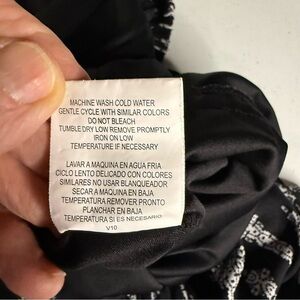 MACHINE WASH COLD WATER
GENTLE CYCLE WITH SIMILAR COLORS
DO NOT BLEACH
TUMBLE DRY LOW REMOVE PROMPTLY
IRON ON LOW
TEMPERATURE IF NECESSARY
LAVAR A MAQUINA EN AGUA FRIA
CICLO LENTO DELICADO CON COLORES
SIMILARES NO USAR BLANQUEADOR
SECAR A MAQUINA EN BAJA
TEMPERATURA REMOVER PRONTO
PLANCHAR EN BAJA
TEMPERATURA SI ES NECESARIO
V10